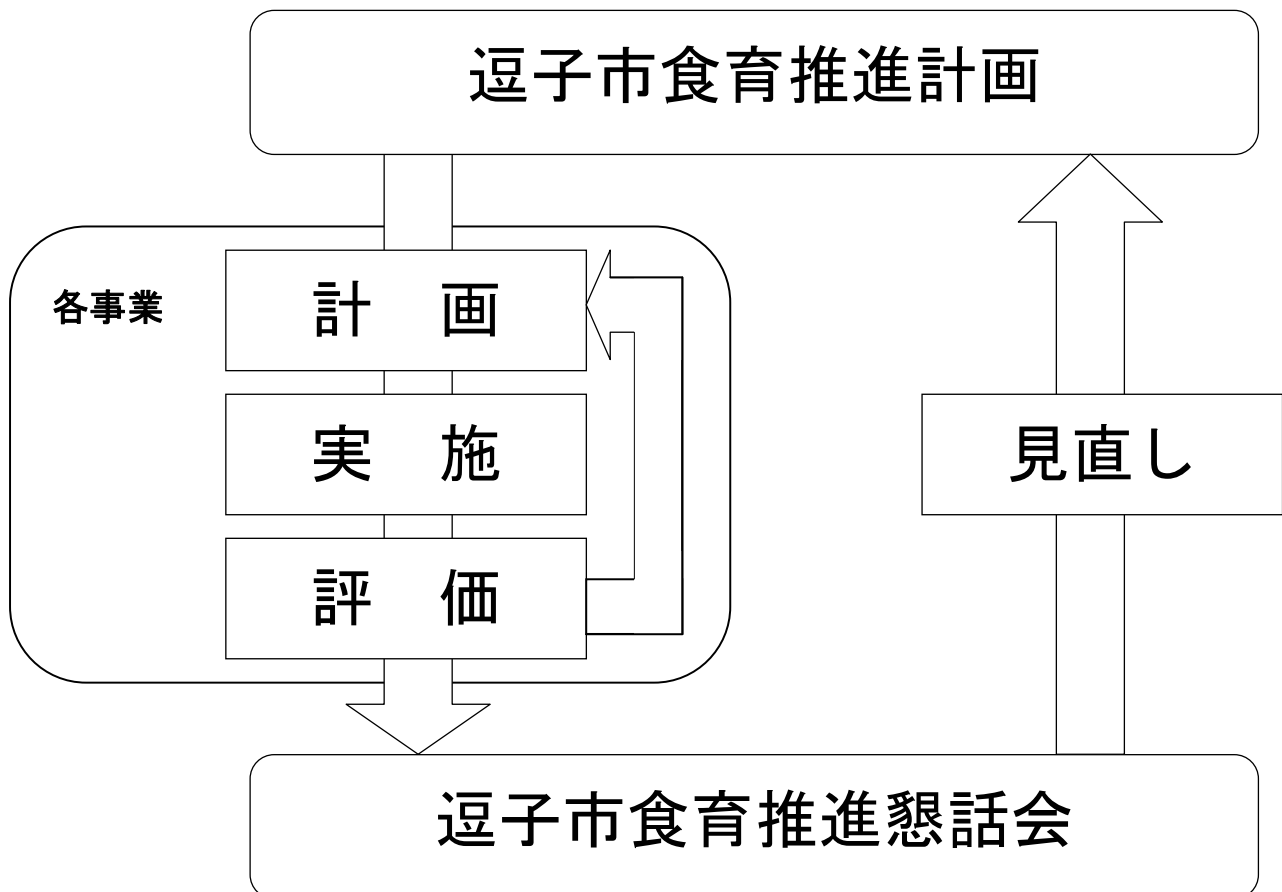 逗子市食育推進計画
各事業
計　画
実　施
評　価
見直し
逗子市食育推進懇話会